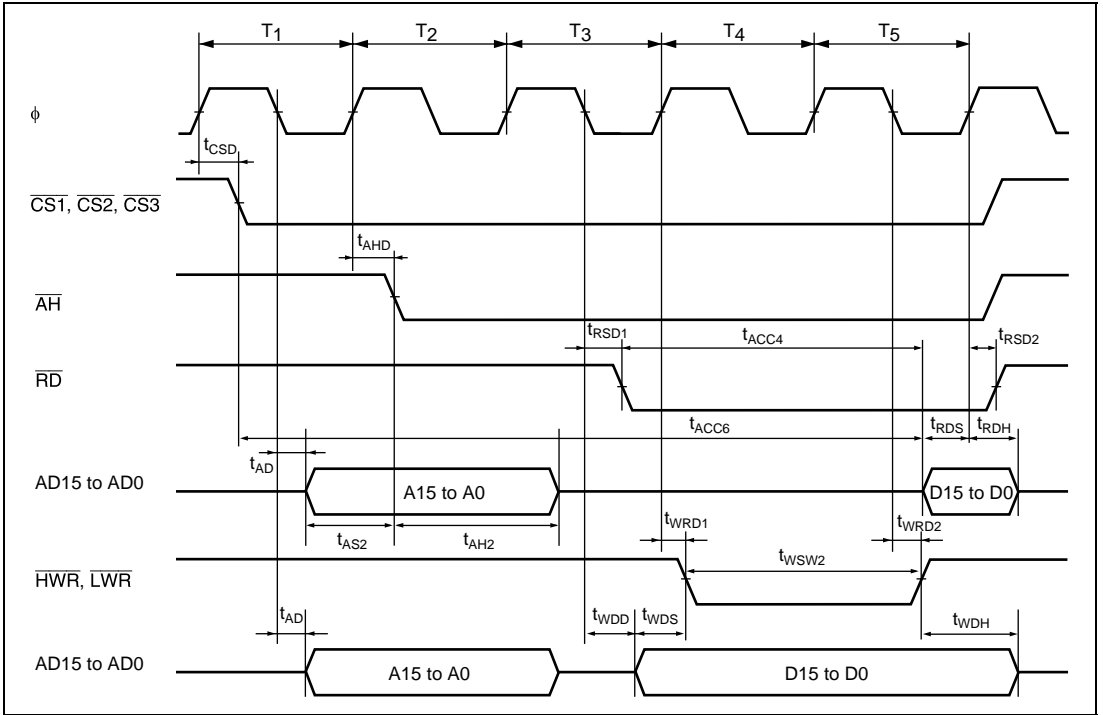 T1 T2 T3 T4 T5
ϕ
tCSD
CS1, CS2, CS3
tAHD
AH
tRSD1 tACC4 tRSD2
RD
tACC6 tRDS tRDH
tAD
AD15 to AD0 A15 to A0 D15 to D0
tAS2 tAH2 tWRD1 tWSW2 tWRD2
HWR, LWR
tAD tWDD tWDS tWDH
AD15 to AD0 A15 to A0 D15 to D0